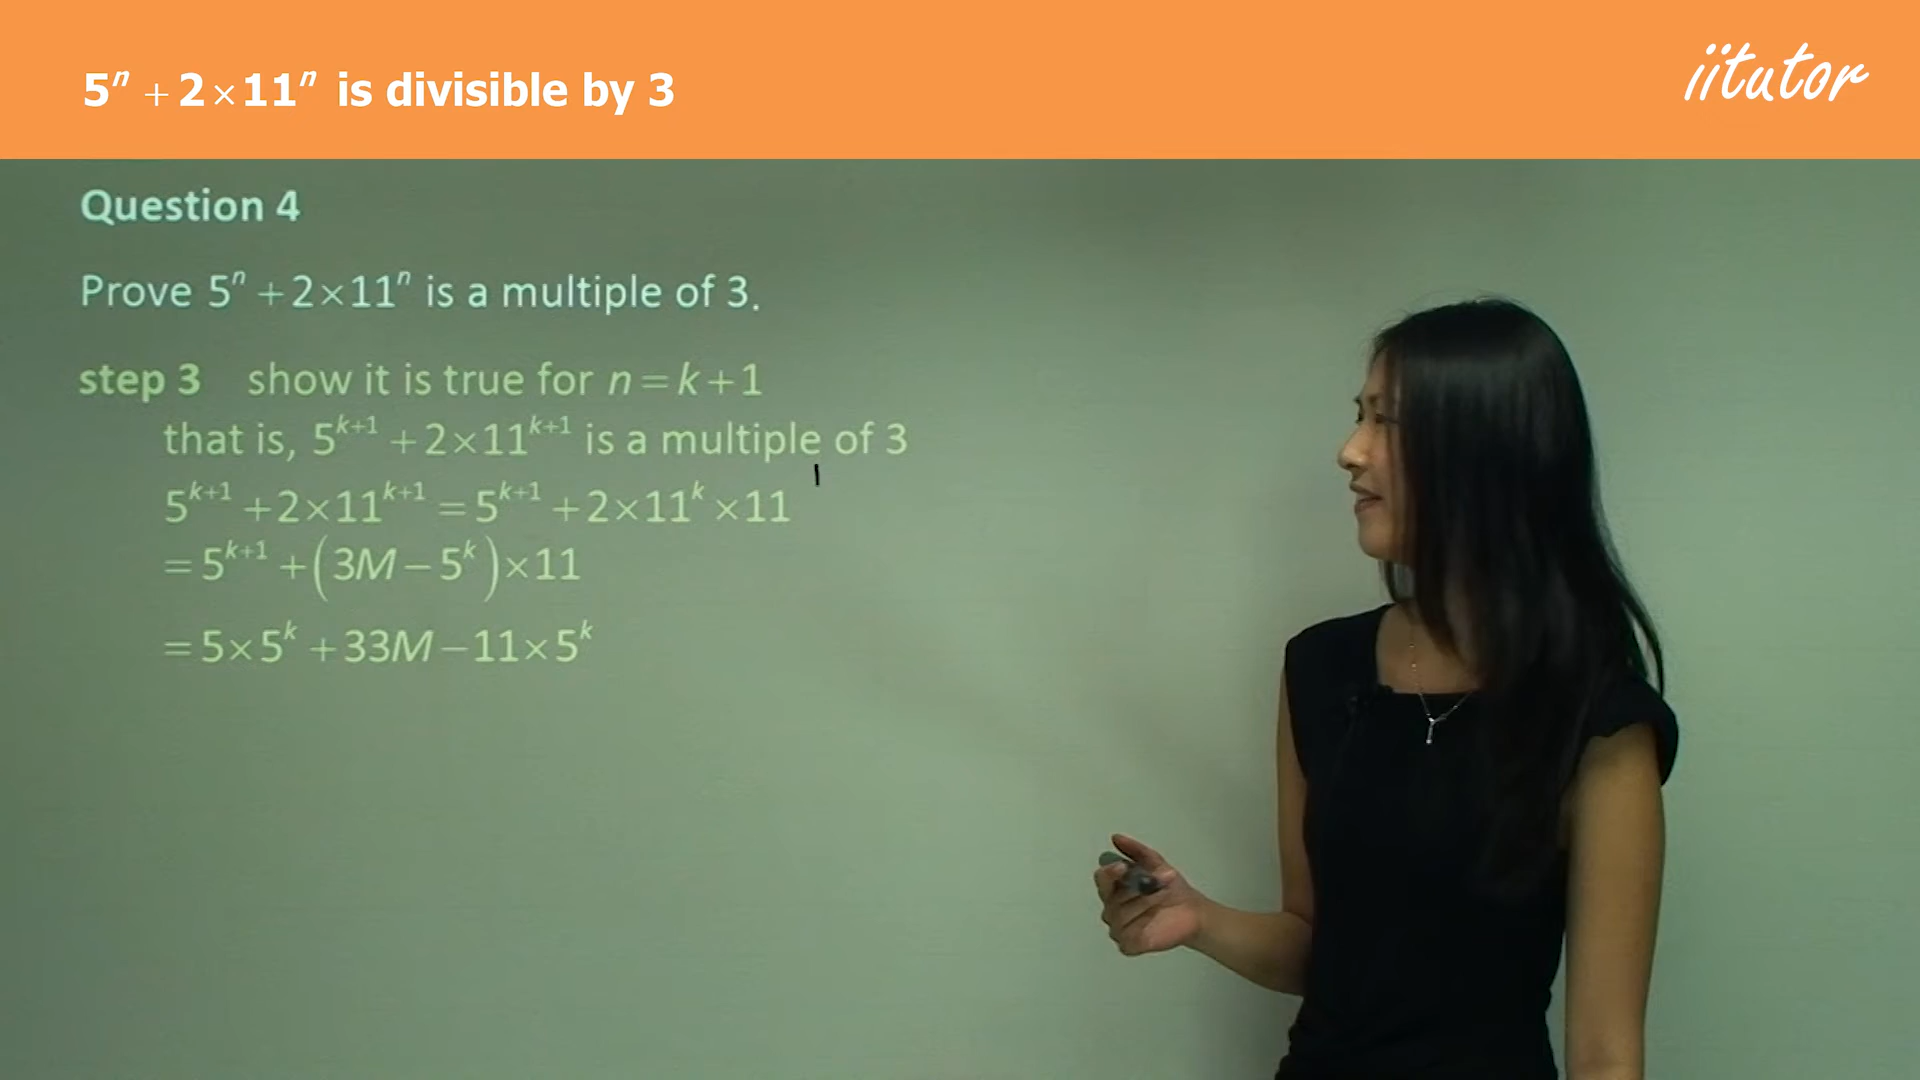 5ⁿ + 2×11ⁿ is divisible by 3
iitutor
Question 4
Prove 5ⁿ + 2×11ⁿ is a multiple of 3.
step 3 show it is true for n = k+1
that is, 5ᵏ⁺¹ + 2×11ᵏ⁺¹ is a multiple of 3
5ᵏ⁺¹ + 2×11ᵏ⁺¹ = 5ᵏ⁺¹ + 2×11ᵏ ×11
= 5ᵏ⁺¹ + (3M − 5ᵏ)×11
= 5×5ᵏ + 33M − 11×5ᵏ